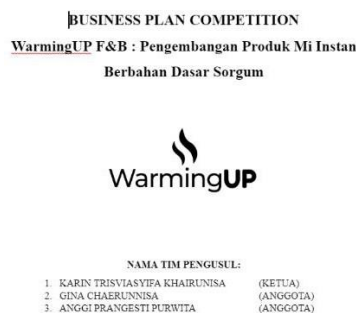 BUSINESS PLAN COMPETITION
WarmingUP F&B : Pengembangan Produk Mi Instan
Berbahan Dasar Sorgum
WarmingUP
NAMA TIM PENGUSUL:
1. KARIN TRISVIASYIFA KHAIRUNISA (KETUA)
2. GINA CHAERUNNISA (ANGGOTA)
3. ANGGI PRANGESTI PURWITA (ANGGOTA)